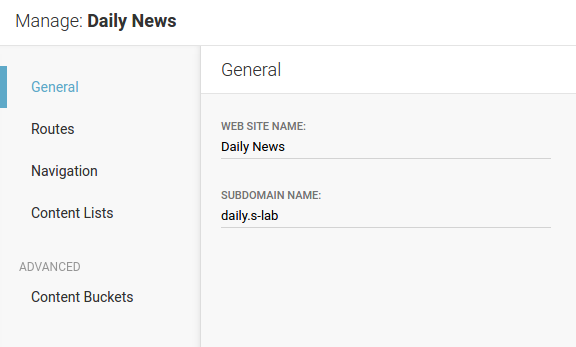 Manage: Daily News
General
Routes
Navigation
Content Lists
ADVANCED
Content Buckets
General
WEB SITE NAME:
Daily News
SUBDOMAIN NAME:
daily.s-lab